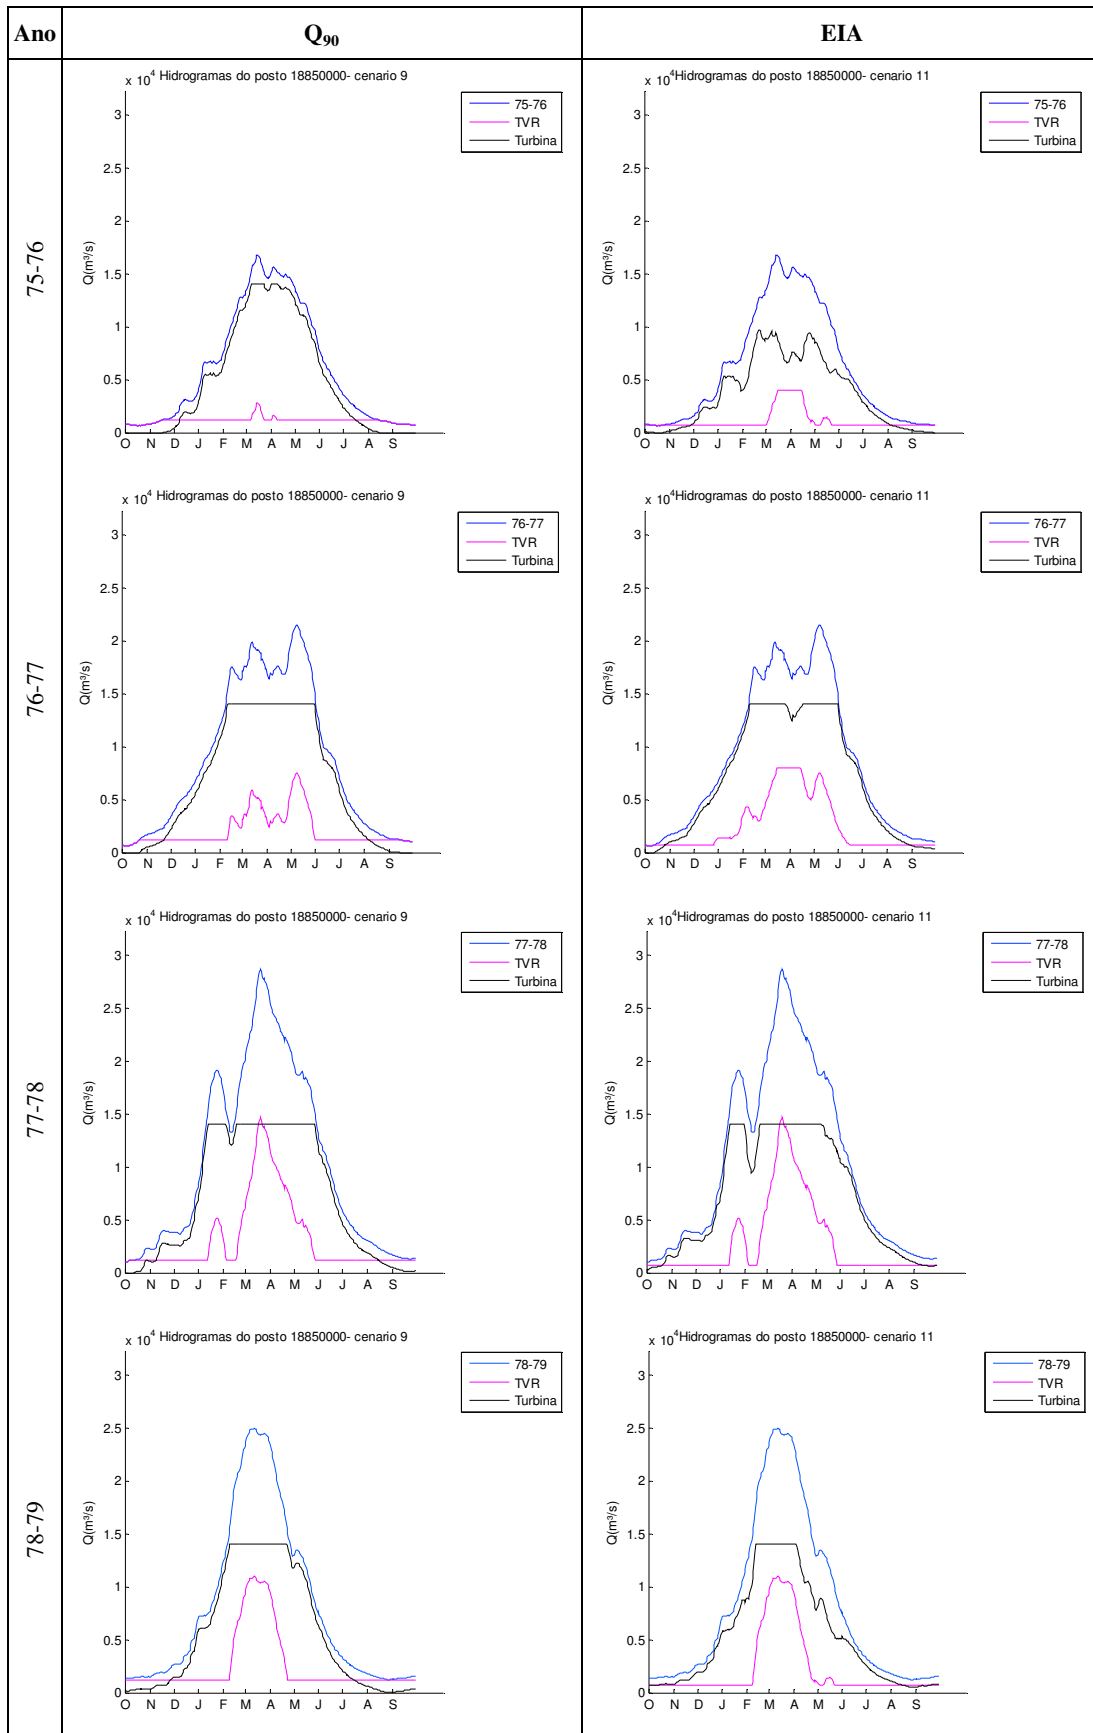 Ano Q90 EIA
75-76
x 10^4 Hidrogramas do posto 18850000- cenario 9
75-76
TVR
Turbina
Q(m³/s)
3
2.5
2
1.5
1
0.5
0
O N D J F M A M J J A S
x 10^4 Hidrogramas do posto 18850000- cenario 11
75-76
TVR
Turbina
Q(m³/s)
3
2.5
2
1.5
1
0.5
0
O N D J F M A M J J A S
76-77
x 10^4 Hidrogramas do posto 18850000- cenario 9
76-77
TVR
Turbina
Q(m³/s)
3
2.5
2
1.5
1
0.5
0
O N D J F M A M J J A S
x 10^4 Hidrogramas do posto 18850000- cenario 11
76-77
TVR
Turbina
Q(m³/s)
3
2.5
2
1.5
1
0.5
0
O N D J F M A M J J A S
77-78
x 10^4 Hidrogramas do posto 18850000- cenario 9
77-78
TVR
Turbina
Q(m³/s)
3
2.5
2
1.5
1
0.5
0
O N D J F M A M J J A S
x 10^4 Hidrogramas do posto 18850000- cenario 11
77-78
TVR
Turbina
Q(m³/s)
3
2.5
2
1.5
1
0.5
0
O N D J F M A M J J A S
78-79
x 10^4 Hidrogramas do posto 18850000- cenario 9
78-79
TVR
Turbina
Q(m³/s)
3
2.5
2
1.5
1
0.5
0
O N D J F M A M J J A S
x 10^4 Hidrogramas do posto 18850000- cenario 11
78-79
TVR
Turbina
Q(m³/s)
3
2.5
2
1.5
1
0.5
0
O N D J F M A M J J A S